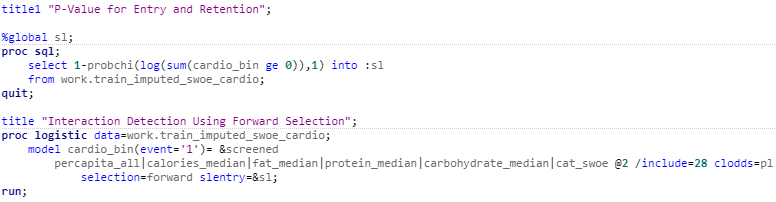 title1 "P-Value for Entry and Retention";
%global sl;
proc sql;
select 1-probchi(log(sum(cardio_bin ge 0)),1) into :sl
from work.train_imputed_swoe_cardio;
quit;
title "Interaction Detection Using Forward Selection";
proc logistic data=work.train_imputed_swoe_cardio;
model cardio_bin(event='1')= &screened
percapita_all|calories_median|fat_median|protein_median|carbohydrate_median|cat_swoe @2 /include=28 clodds=pl
selection=forward slentry=&sl;
run;